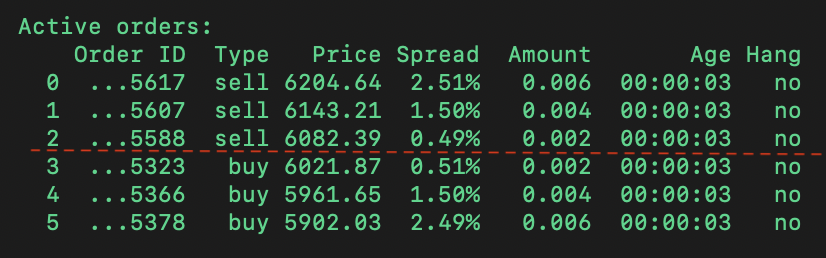 Active orders:
    Order ID  Type   Price Spread  Amount      Age Hang
  0  ...5617  sell 6204.64  2.51%   0.006 00:00:03   no
  1  ...5607  sell 6143.21  1.50%   0.004 00:00:03   no
  2  ...5588  sell 6082.39  0.49%   0.002 00:00:03   no
  3  ...5323   buy 6021.87  0.51%   0.002 00:00:03   no
  4  ...5366   buy 5961.65  1.50%   0.004 00:00:03   no
  5  ...5378   buy 5902.03  2.49%   0.006 00:00:03   no